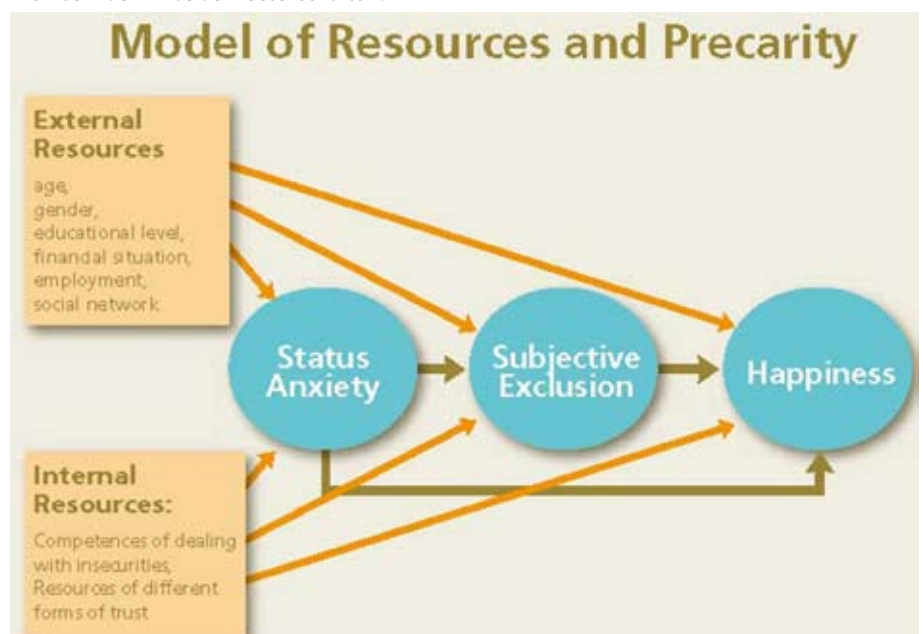 Model of Resources and Precarity
External
Resources
age,
gender,
educational level,
financial situation,
employment,
social network
Status
Anxiety
Subjective
Exclusion
Happiness
Internal
Resources:
Competences of dealing
with insecurities,
Resources of different
forms of trust